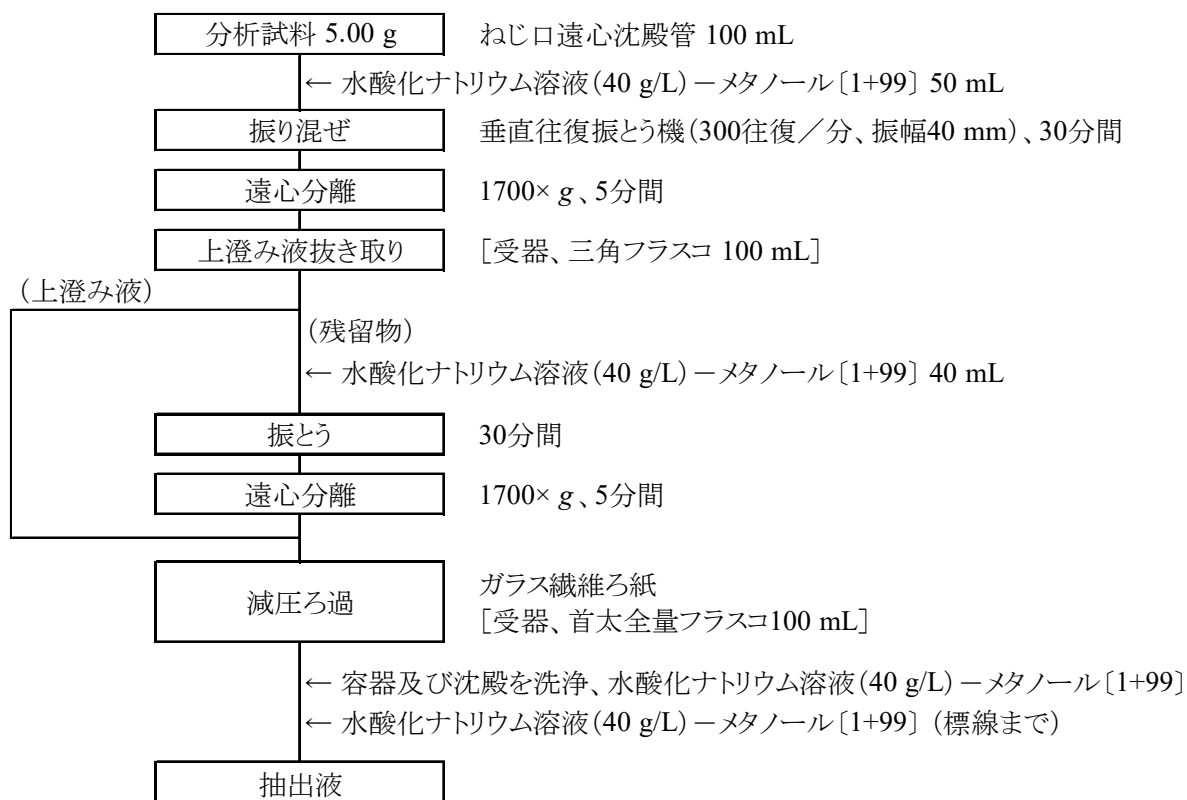 分析試料 5.00 g ねじ口遠心沈殿管 100 mL
← 水酸化ナトリウム溶液(40 g/L)-メタノール〔1+99〕 50 mL
振り混ぜ 垂直往復振とう機(300往復/分、振幅40 mm)、30分間
遠心分離 1700× g 、5分間
上澄み液抜き取り [受器、三角フラスコ 100 mL]
(上澄み液)
(残留物)
← 水酸化ナトリウム溶液(40 g/L)-メタノール〔1+99〕 40 mL
振とう 30分間
遠心分離 1700× g 、5分間
減圧ろ過 ガラス繊維ろ紙
[受器、首太全量フラスコ100 mL]
← 容器及び沈殿を洗浄、水酸化ナトリウム溶液(40 g/L)-メタノール〔1+99〕
← 水酸化ナトリウム溶液(40 g/L)-メタノール〔1+99〕 (標線まで)
抽出液